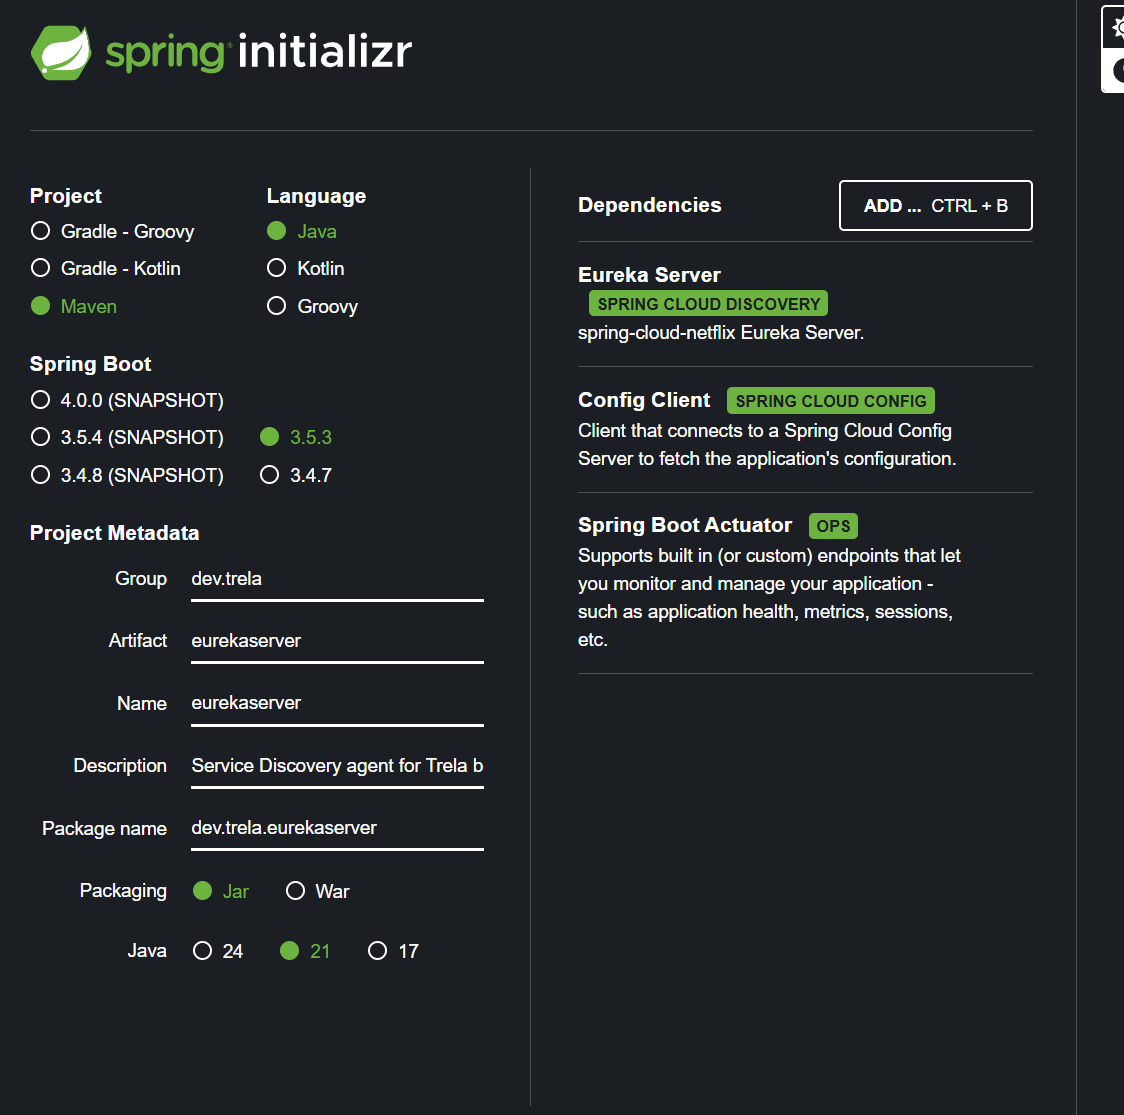 spring initializr
Project
Gradle - Groovy
Gradle - Kotlin
Maven
Language
Java
Kotlin
Groovy
Spring Boot
4.0.0 (SNAPSHOT)
3.5.4 (SNAPSHOT)
3.5.3
3.4.8 (SNAPSHOT)
3.4.7
Project Metadata
Group dev.trela
Artifact eurekaserver
Name eurekaserver
Description Service Discovery agent for Trela b
Package name dev.trela.eurekaserver
Packaging Jar War
Java 24 21 17
Dependencies
ADD ... CTRL + B
Eureka Server
SPRING CLOUD DISCOVERY
spring-cloud-netflix Eureka Server.
Config Client SPRING CLOUD CONFIG
Client that connects to a Spring Cloud Config
Server to fetch the application's configuration.
Spring Boot Actuator OPS
Supports built in (or custom) endpoints that let
you monitor and manage your application -
such as application health, metrics, sessions,
etc.